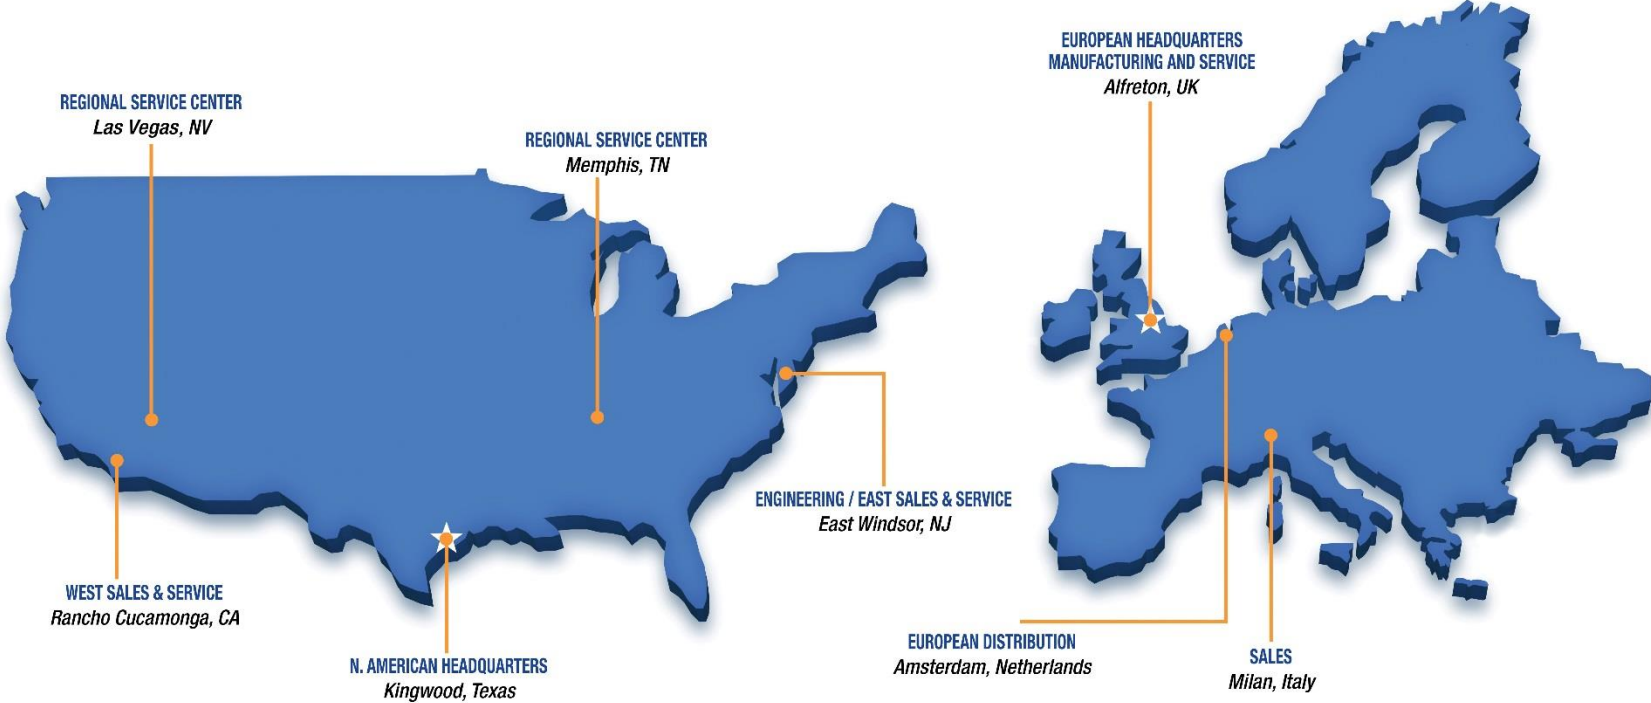 REGIONAL SERVICE CENTER
Las Vegas, NV
REGIONAL SERVICE CENTER
Memphis, TN
EUROPEAN HEADQUARTERS
MANUFACTURING AND SERVICE
Alfreton, UK
ENGINEERING / EAST SALES & SERVICE
East Windsor, NJ
WEST SALES & SERVICE
Rancho Cucamonga, CA
N. AMERICAN HEADQUARTERS
Kingwood, Texas
EUROPEAN DISTRIBUTION
Amsterdam, Netherlands
SALES
Milan, Italy